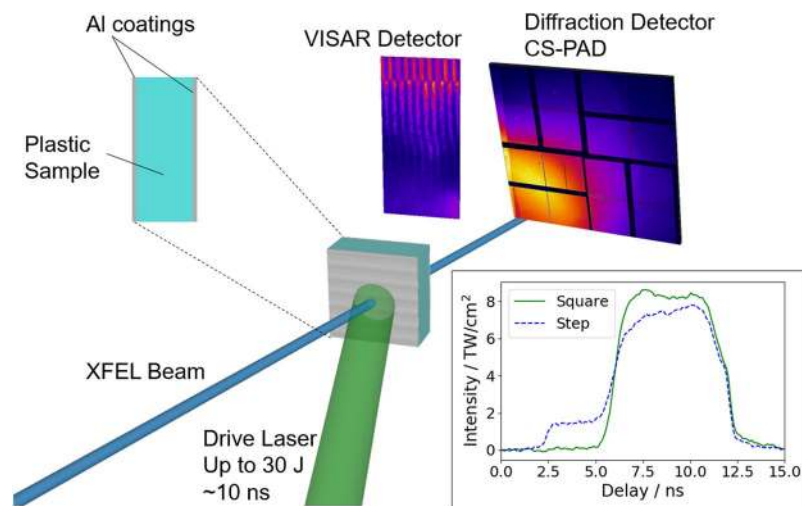 Al coatings
Plastic
Sample
VISAR Detector
Diffraction Detector
CS-PAD
XFEL Beam
Drive Laser
Up to 30 J
~10 ns
Square
Step
Intensity / TW/cm²
8
6
4
2
0
0.0 2.5 5.0 7.5 10.0 12.5 15.0
Delay / ns